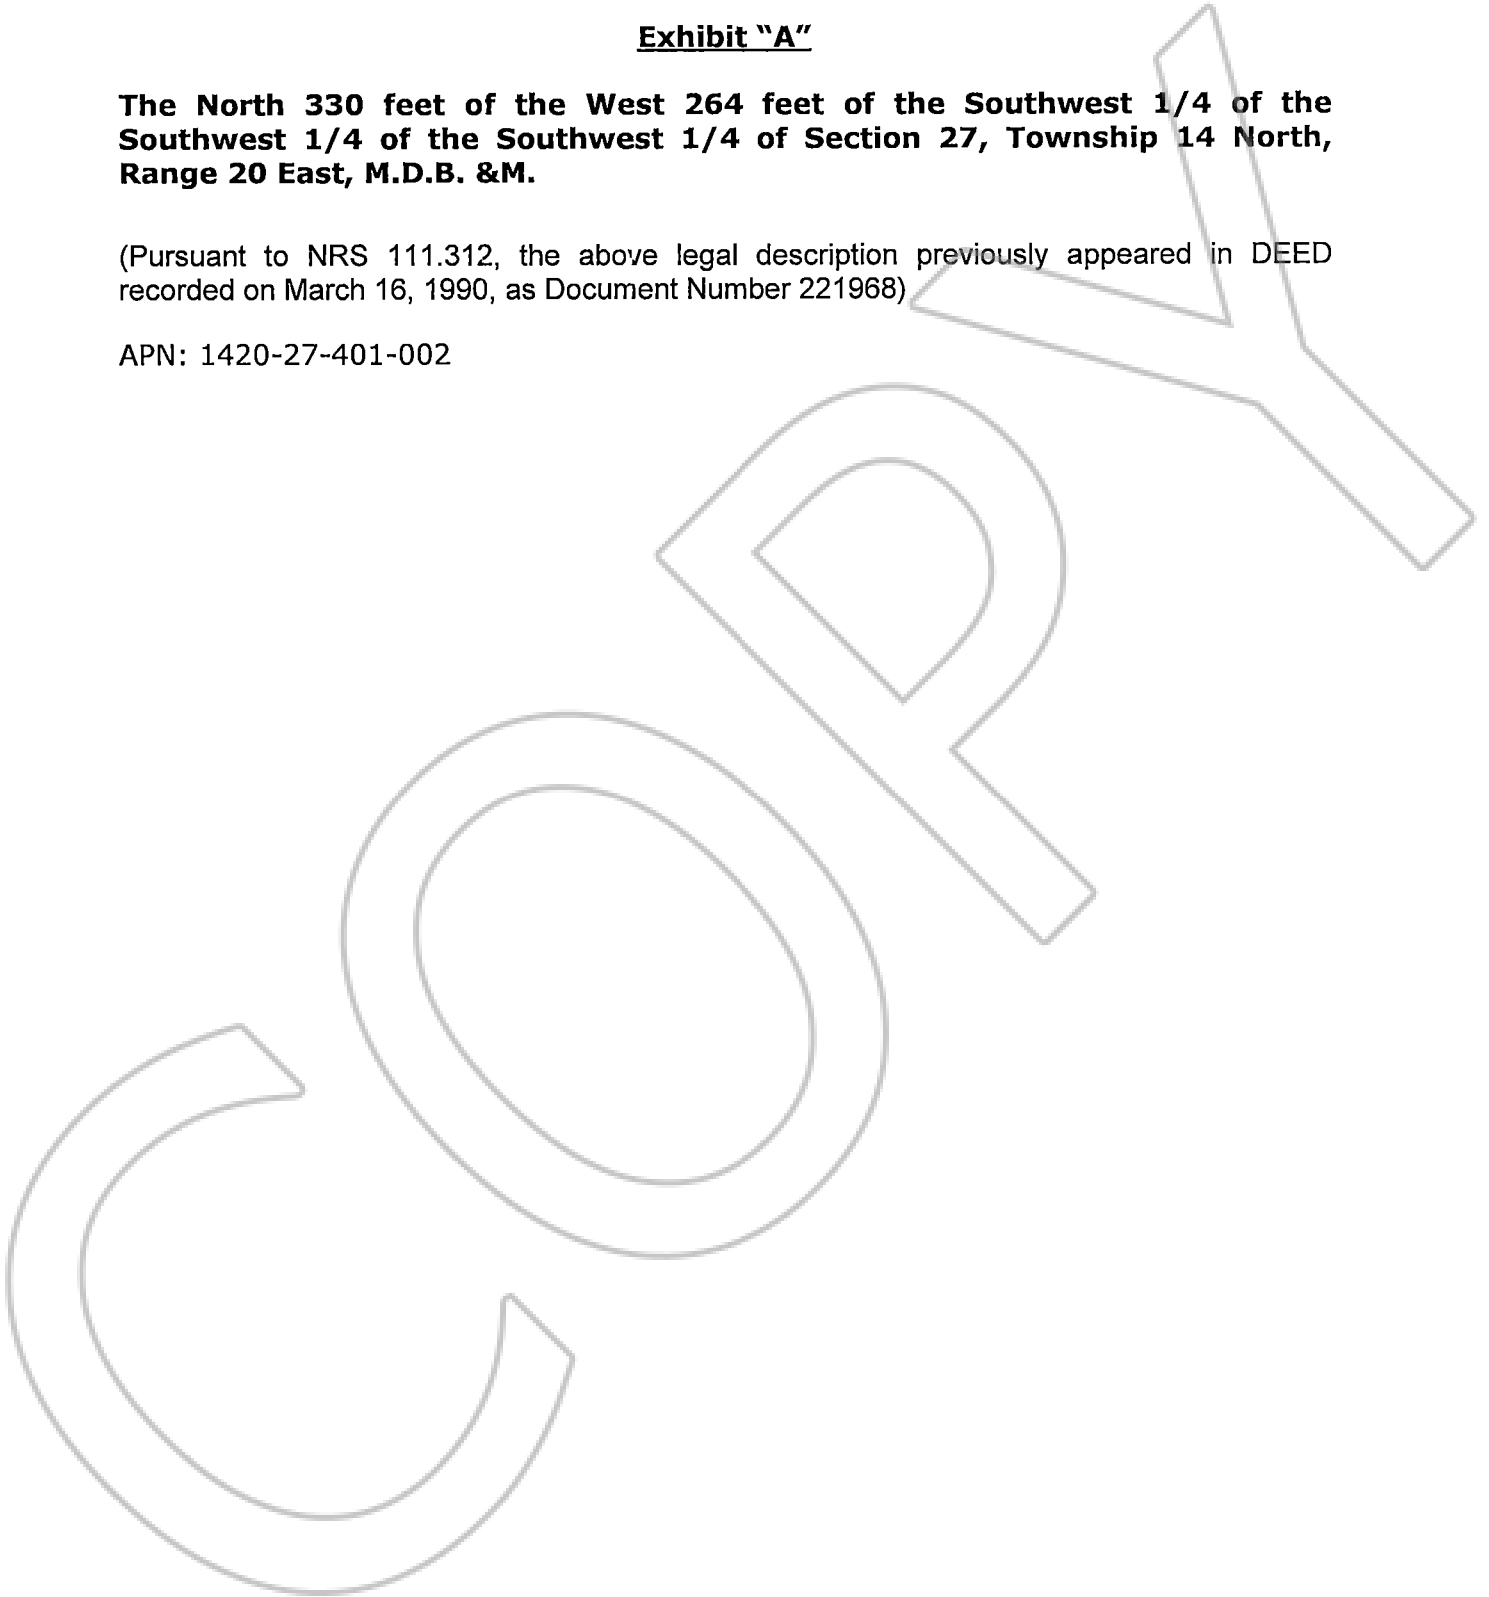 Exhibit “A”
The North 330 feet of the West 264 feet of the Southwest 1/4 of the
Southwest 1/4 of the Southwest 1/4 of Section 27, Township 14 North,
Range 20 East, M.D.B. &M.
(Pursuant to NRS 111.312, the above legal description previously appeared in DEED
recorded on March 16, 1990, as Document Number 221968)
APN: 1420-27-401-002
COPY